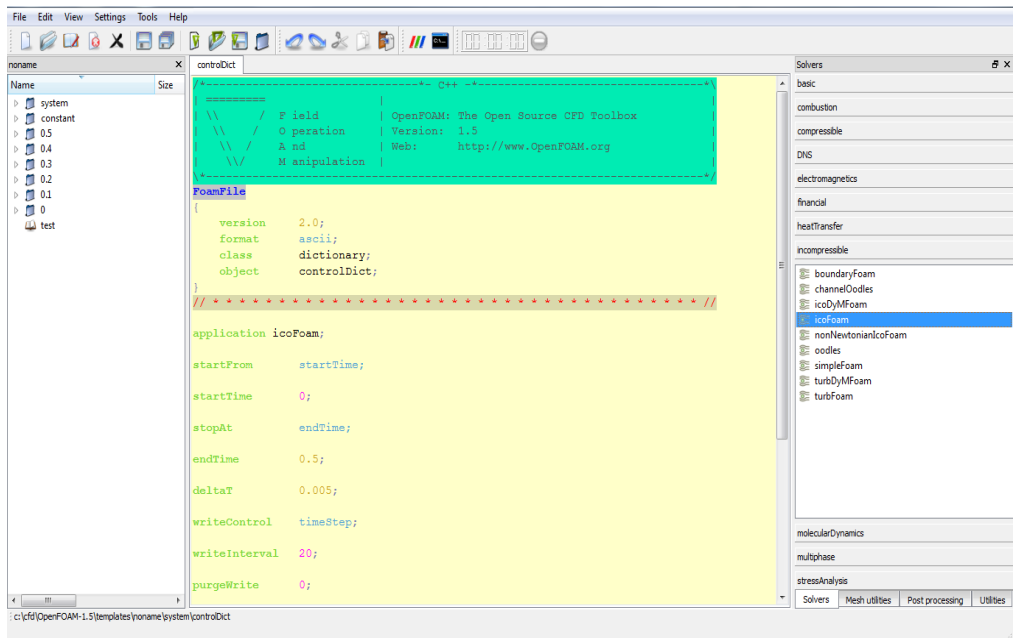 File Edit View Settings Tools Help
noname
Name Size
system
constant
0.5
0.4
0.3
0.2
0.1
0
test
controlDict
/*--------------------------------*- C++ -*----------------------------------*\
| =========                 |                                                 |
| \\      /  F ield         | OpenFOAM: The Open Source CFD Toolbox           |
|  \\    /   O peration     | Version:  1.5                                   |
|   \\  /    A nd           | Web:      http://www.OpenFOAM.org               |
|    \\/     M anipulation  |                                                 |
\*---------------------------------------------------------------------------*/
FoamFile
{
    version     2.0;
    format      ascii;
    class       dictionary;
    object      controlDict;
}
// * * * * * * * * * * * * * * * * * * * * * * * * * * * * * * * * * * * * * //
application icoFoam;
startFrom       startTime;
startTime       0;
stopAt          endTime;
endTime         0.5;
deltaT          0.005;
writeControl    timeStep;
writeInterval   20;
purgeWrite      0;
Solvers
basic
combustion
compressible
DNS
electromagnetics
financial
heatTransfer
incompressible
boundaryFoam
channelOodles
icoDyMFoam
icoFoam
nonNewtonianIcoFoam
oodles
simpleFoam
turbDyMFoam
turbFoam
molecularDynamics
multiphase
stressAnalysis
Solvers Mesh utilities Post processing Utilities
c:\cfd\OpenFOAM-1.5\templates\noname\system\controlDict